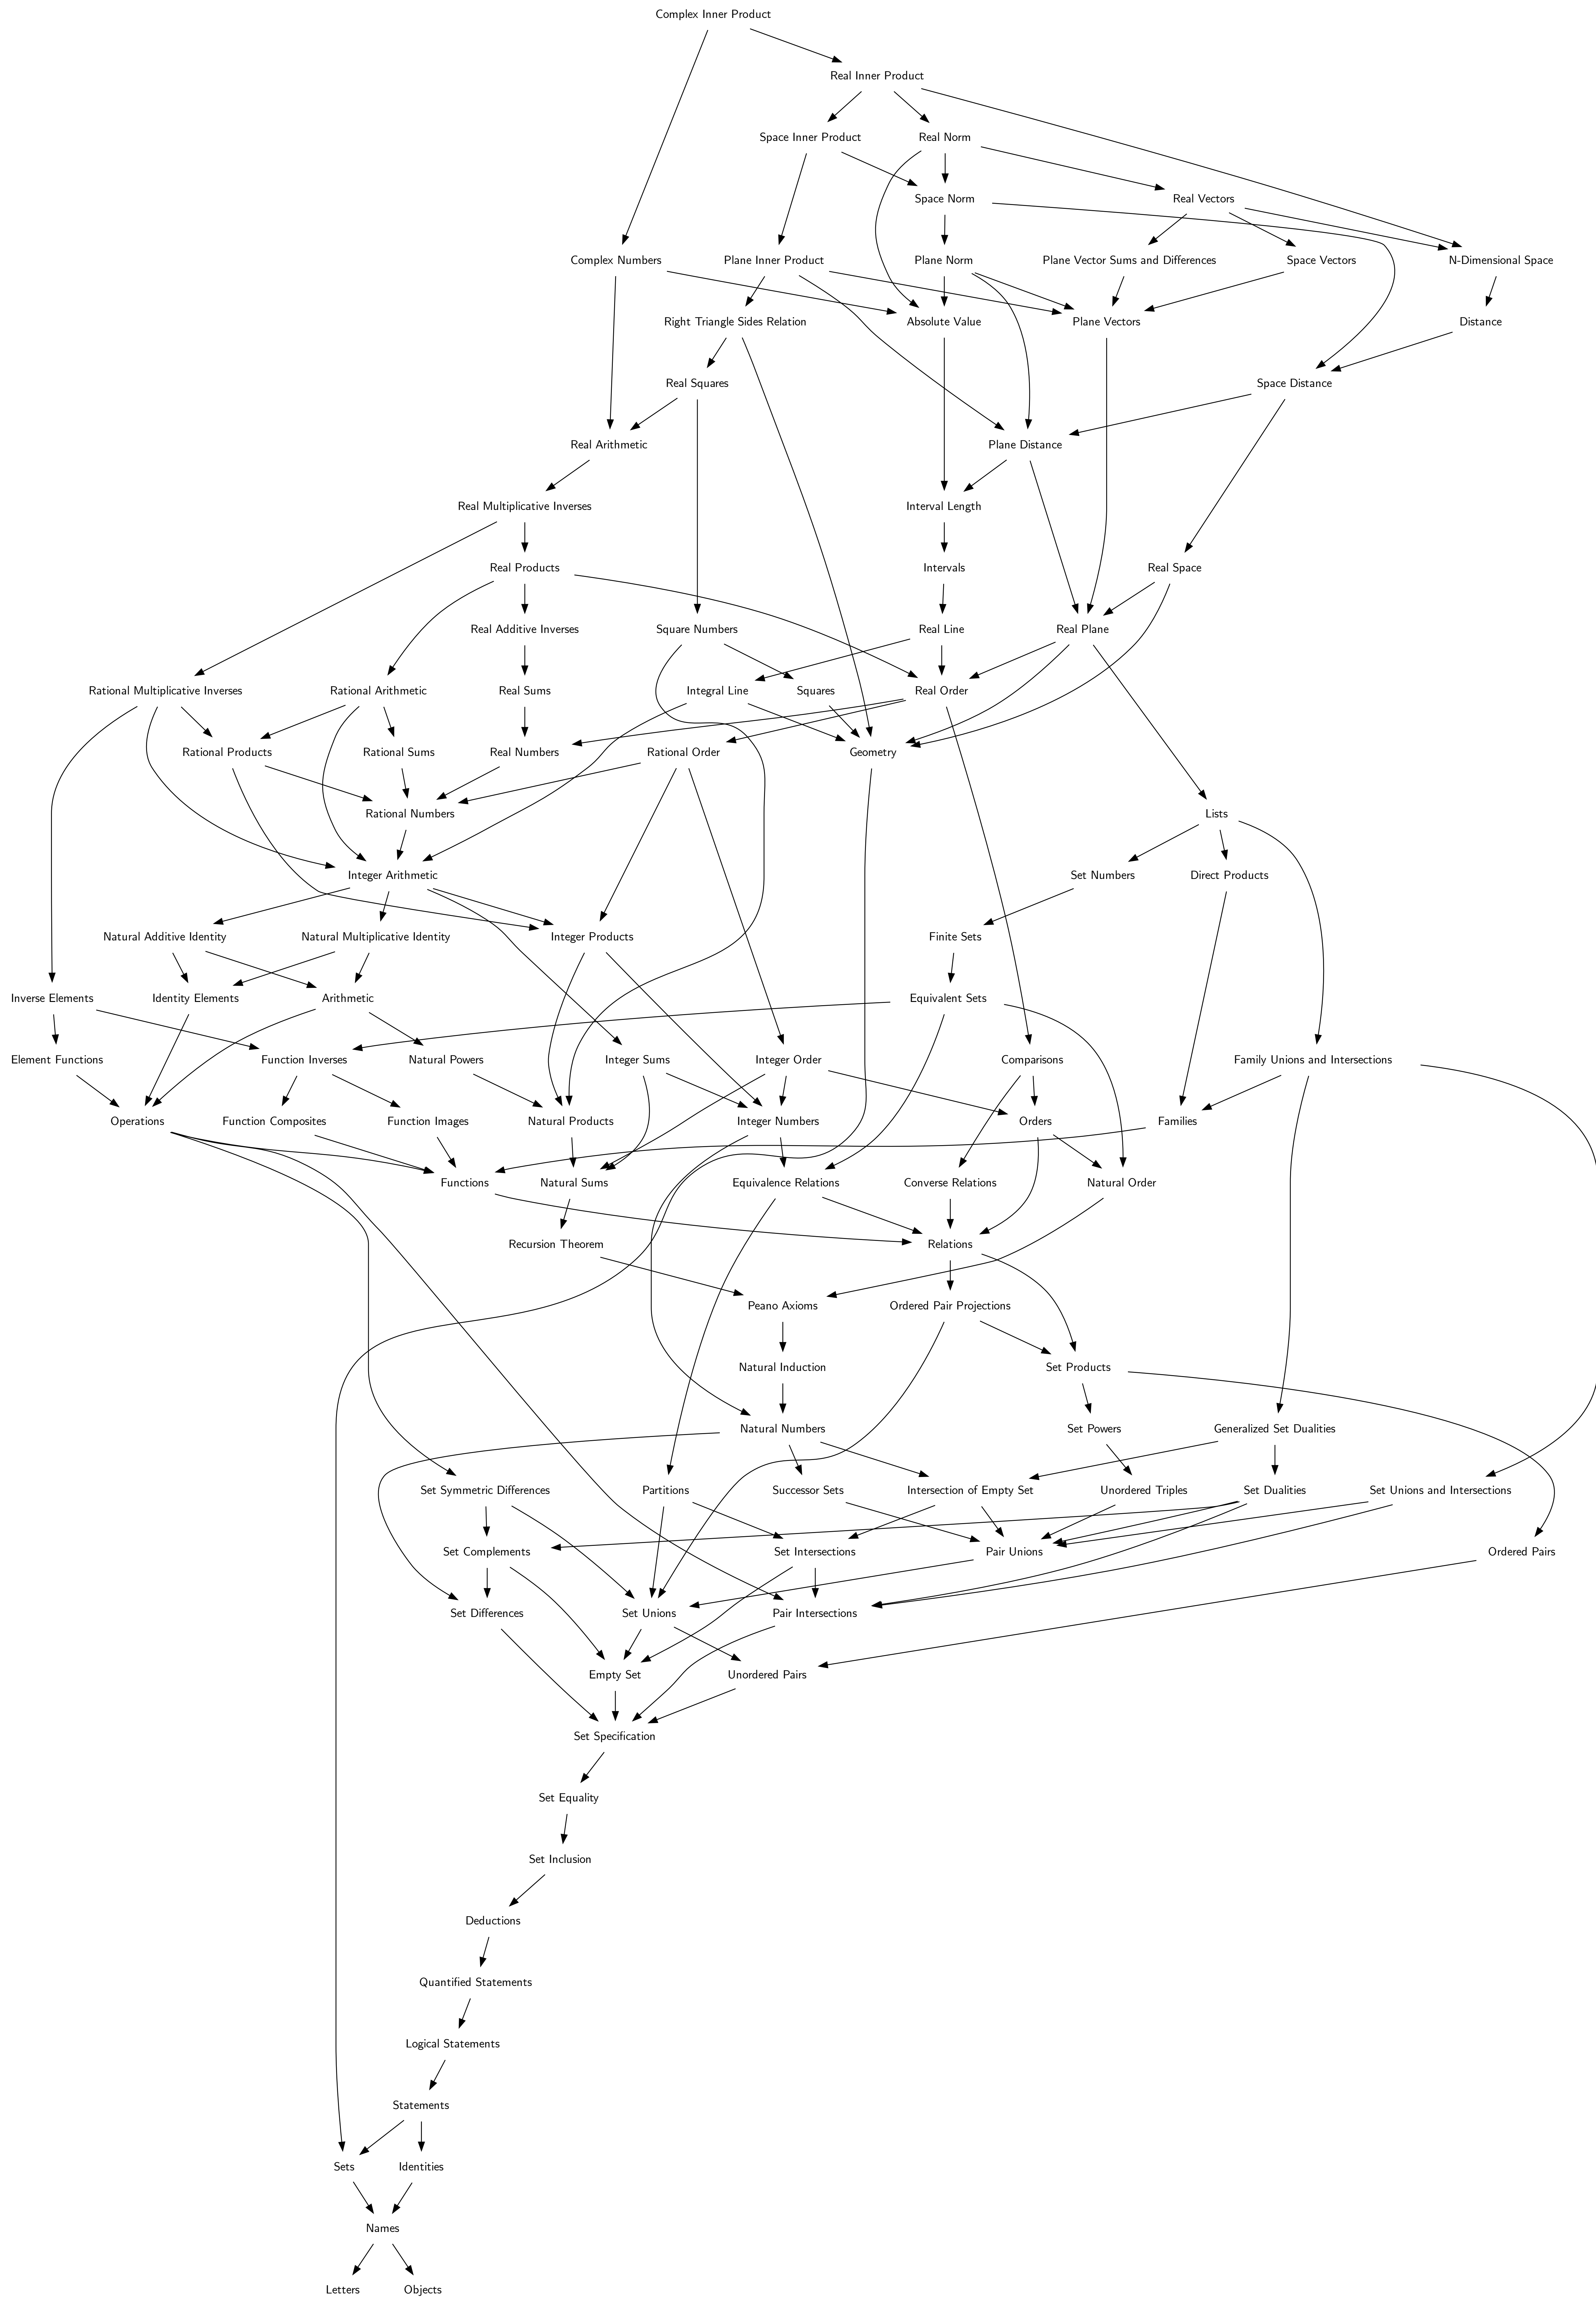 Complex Inner Product
Real Inner Product
Space Inner Product
Real Norm
Space Norm
Real Vectors
Complex Numbers
Plane Inner Product
Plane Norm
Plane Vector Sums and Differences
Space Vectors
N-Dimensional Space
Right Triangle Sides Relation
Absolute Value
Plane Vectors
Distance
Real Squares
Space Distance
Real Arithmetic
Plane Distance
Real Multiplicative Inverses
Interval Length
Real Products
Intervals
Real Space
Real Additive Inverses
Square Numbers
Real Line
Real Plane
Rational Multiplicative Inverses
Rational Arithmetic
Real Sums
Integral Line
Squares
Real Order
Rational Products
Rational Sums
Real Numbers
Rational Order
Geometry
Rational Numbers
Lists
Integer Arithmetic
Set Numbers
Direct Products
Natural Additive Identity
Natural Multiplicative Identity
Integer Products
Finite Sets
Inverse Elements
Identity Elements
Arithmetic
Equivalent Sets
Element Functions
Function Inverses
Natural Powers
Integer Sums
Integer Order
Comparisons
Family Unions and Intersections
Operations
Function Composites
Function Images
Natural Products
Integer Numbers
Orders
Families
Functions
Natural Sums
Equivalence Relations
Converse Relations
Natural Order
Recursion Theorem
Relations
Peano Axioms
Ordered Pair Projections
Natural Induction
Set Products
Natural Numbers
Set Powers
Generalized Set Dualities
Set Symmetric Differences
Partitions
Successor Sets
Intersection of Empty Set
Unordered Triples
Set Dualities
Set Unions and Intersections
Set Complements
Set Intersections
Pair Unions
Ordered Pairs
Set Differences
Set Unions
Pair Intersections
Empty Set
Unordered Pairs
Set Specification
Set Equality
Set Inclusion
Deductions
Quantified Statements
Logical Statements
Statements
Sets
Identities
Names
Letters
Objects